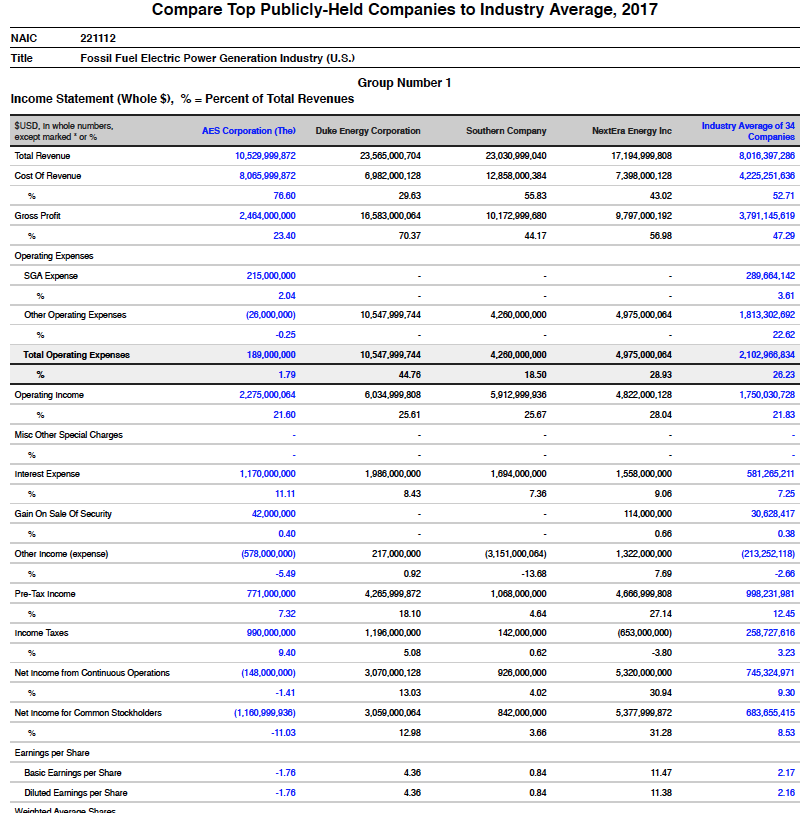 Compare Top Publicly-Held Companies to Industry Average, 2017
NAIC 221112
Title Fossil Fuel Electric Power Generation Industry (U.S.)
Group Number 1
Income Statement (Whole $), % = Percent of Total Revenues
$USD, in whole numbers, except marked * or % AES Corporation (The) Duke Energy Corporation Southern Company NextEra Energy Inc Industry Average of 34 Companies
Total Revenue 10,529,999,872 23,565,000,704 23,030,999,040 17,194,999,808 8,016,397,286
Cost Of Revenue 8,065,999,872 6,982,000,128 12,858,000,384 7,398,000,128 4,225,251,636
% 76.60 29.63 55.83 43.02 52.71
Gross Profit 2,464,000,000 16,583,000,064 10,172,999,680 9,797,000,192 3,791,145,619
% 23.40 70.37 44.17 56.98 47.29
Operating Expenses
SGA Expense 215,000,000 - - - 289,664,142
% 2.04 - - - 3.61
Other Operating Expenses (26,000,000) 10,547,999,744 4,260,000,000 4,975,000,064 1,813,302,692
% -0.25 - - - 22.62
Total Operating Expenses 189,000,000 10,547,999,744 4,260,000,000 4,975,000,064 2,102,966,834
% 1.79 44.76 18.50 28.93 26.23
Operating Income 2,275,000,064 6,034,999,808 5,912,999,936 4,822,000,128 1,750,030,728
% 21.60 25.61 25.67 28.04 21.83
Misc Other Special Charges - - - - -
% - - - - -
Interest Expense 1,170,000,000 1,986,000,000 1,694,000,000 1,558,000,000 581,265,211
% 11.11 8.43 7.36 9.06 7.25
Gain On Sale Of Security 42,000,000 - - 114,000,000 30,628,417
% 0.40 - - 0.66 0.38
Other Income (expense) (578,000,000) 217,000,000 (3,151,000,064) 1,322,000,000 (213,252,118)
% -5.49 0.92 -13.68 7.69 -2.66
Pre-Tax Income 771,000,000 4,265,999,872 1,068,000,000 4,666,999,808 998,231,981
% 7.32 18.10 4.64 27.14 12.45
Income Taxes 990,000,000 1,196,000,000 142,000,000 (653,000,000) 258,727,616
% 9.40 5.08 0.62 -3.80 3.23
Net Income from Continuous Operations (148,000,000) 3,070,000,128 926,000,000 5,320,000,000 745,324,971
% -1.41 13.03 4.02 30.94 9.30
Net Income for Common Stockholders (1,160,999,936) 3,059,000,064 842,000,000 5,377,999,872 683,655,415
% -11.03 12.98 3.66 31.28 8.53
Earnings per Share
Basic Earnings per Share -1.76 4.36 0.84 11.47 2.17
Diluted Earnings per Share -1.76 4.36 0.84 11.38 2.16
Weighted Average Shares